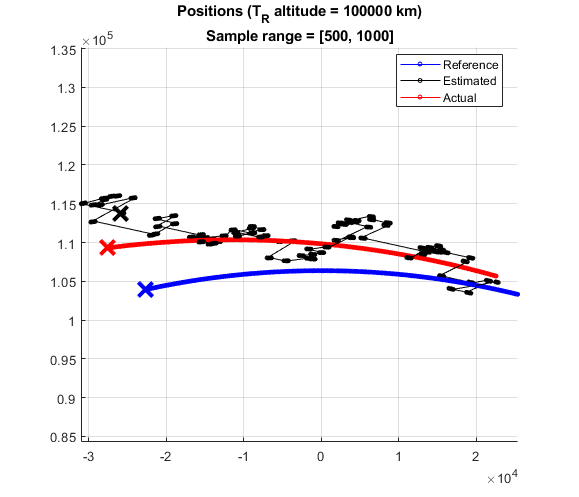 Positions (T_R altitude = 100000 km)
Sample range = [500, 1000]
×10^5
1.35
1.3
1.25
1.2
1.15
1.1
1.05
1
0.95
0.9
0.85
Reference
Estimated
Actual
-3 -2 -1 0 1 2
×10^4